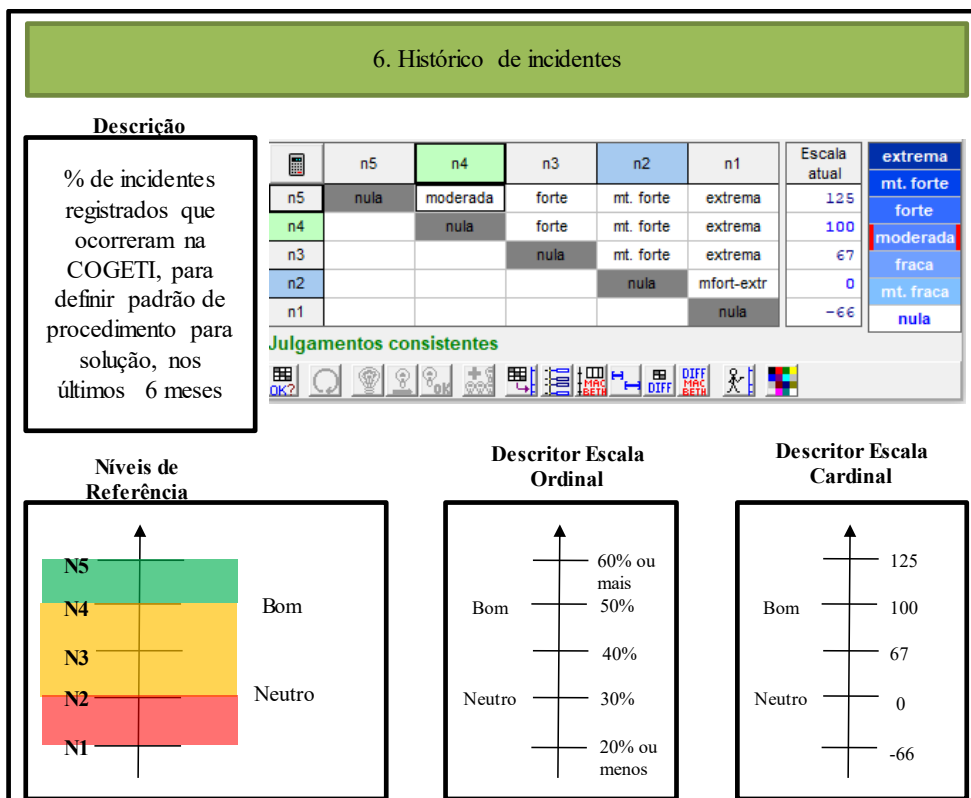 6. Histórico de incidentes
Descrição
% de incidentes
registrados que
ocorreram na
COGETI, para
definir padrão de
procedimento para
solução, nos
últimos 6 meses
n5 n4 n3 n2 n1 Escala atual
n5 nula moderada forte mt. forte extrema 125
n4 nula forte mt. forte extrema 100
n3 nula mt. forte extrema 67
n2 nula mfort-extr 0
n1 nula -66
extrema
mt. forte
forte
moderada
fraca
mt. fraca
nula
Julgamentos consistentes
OK?
OK
MAC BETH
DIFF
DIFF MAC BETH
Níveis de
Referência
N5
N4 Bom
N3
N2 Neutro
N1
Descritor Escala
Ordinal
60% ou
mais
Bom 50%
40%
Neutro 30%
20% ou
menos
Descritor Escala
Cardinal
125
Bom 100
67
Neutro 0
-66